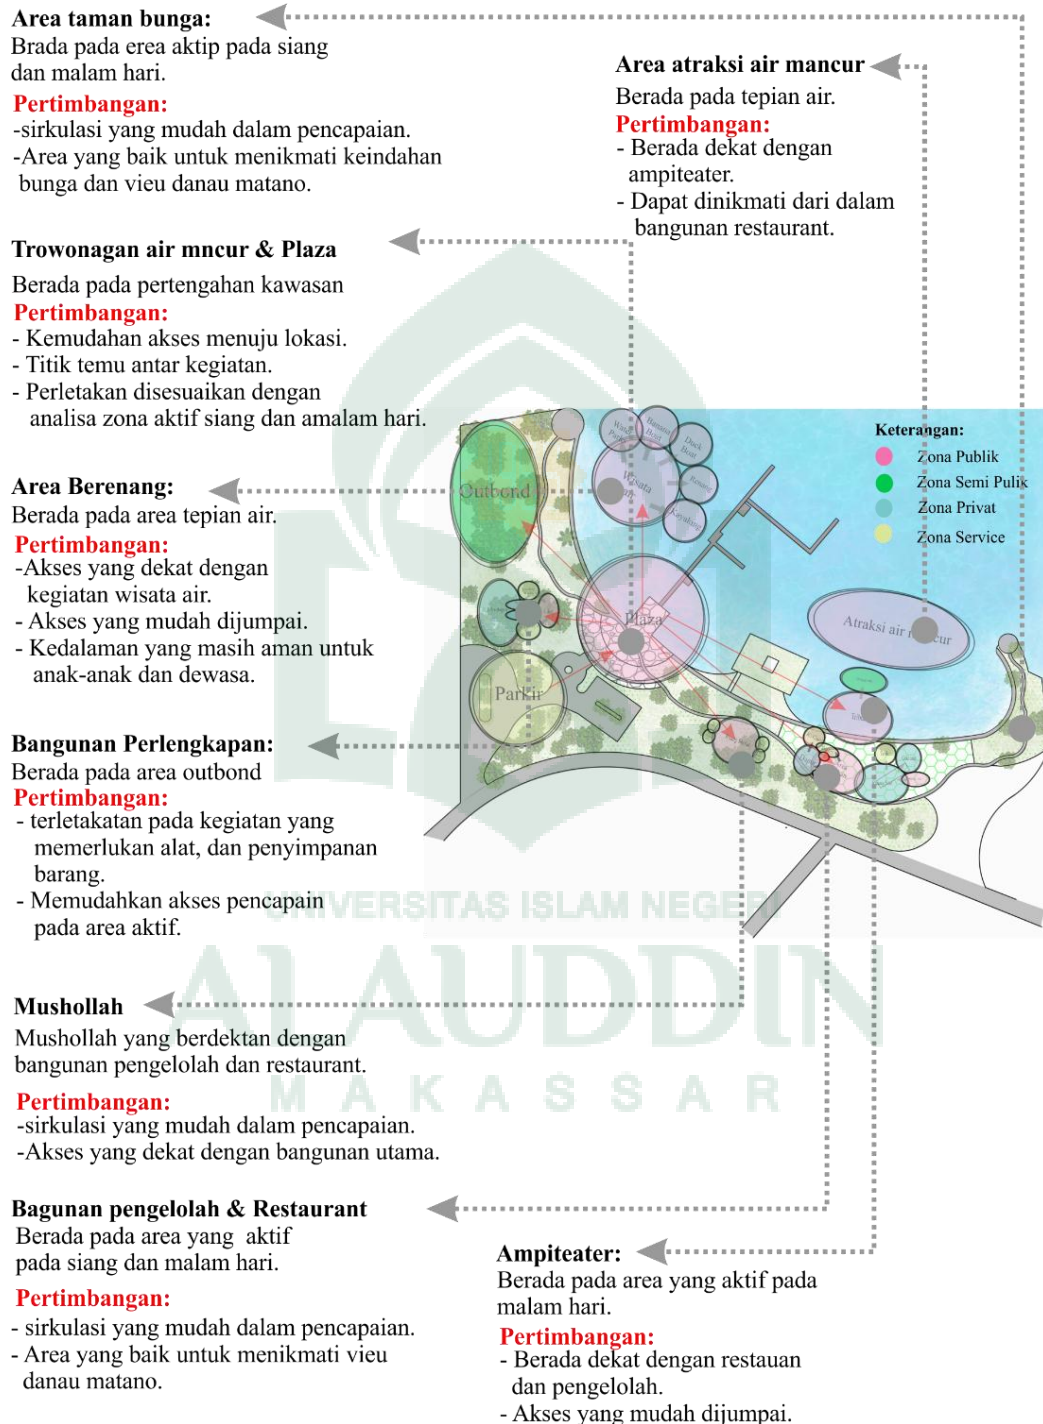 Area taman bunga:
Brada pada erea aktip pada siang
dan malam hari.
Pertimbangan:
-sirkulasi yang mudah dalam pencapaian.
-Area yang baik untuk menikmati keindahan
bunga dan vieu danau matano.
Area atraksi air mancur
Berada pada tepian air.
Pertimbangan:
- Berada dekat dengan
ampiteater.
- Dapat dinikmati dari dalam
bangunan restaurant.
Trowonagan air mncur & Plaza
Berada pada pertengahan kawasan
Pertimbangan:
- Kemudahan akses menuju lokasi.
- Titik temu antar kegiatan.
- Perletakan disesuaikan dengan
analisa zona aktif siang dan amalam hari.
Area Berenang:
Berada pada area tepian air.
Pertimbangan:
-Akses yang dekat dengan
kegiatan wisata air.
- Akses yang mudah dijumpai.
- Kedalaman yang masih aman untuk
anak-anak dan dewasa.
Bangunan Perlengkapan:
Berada pada area outbond
Pertimbangan:
- terletakatan pada kegiatan yang
memerlukan alat, dan penyimpanan
barang.
- Memudahkan akses pencapain
pada area aktif.
Keterangan:
Zona Publik
Zona Semi Pulik
Zona Privat
Zona Service
Outbond
Banana
Boat
Duck
Boat
Wisata
Kayaking
Plaza
Atraksi air mancur
Parkir
UNIVERSITAS ISLAM NEGERI
ALAUDDIN
MAKASSAR
Mushollah
Mushollah yang berdektan dengan
bangunan pengelolah dan restaurant.
Pertimbangan:
-sirkulasi yang mudah dalam pencapaian.
-Akses yang dekat dengan bangunan utama.
Bagunan pengelolah & Restaurant
Berada pada area yang aktif
pada siang dan malam hari.
Pertimbangan:
- sirkulasi yang mudah dalam pencapaian.
- Area yang baik untuk menikmati vieu
danau matano.
Ampiteater:
Berada pada area yang aktif pada
malam hari.
Pertimbangan:
- Berada dekat dengan restauan
dan pengelolah.
- Akses yang mudah dijumpai.